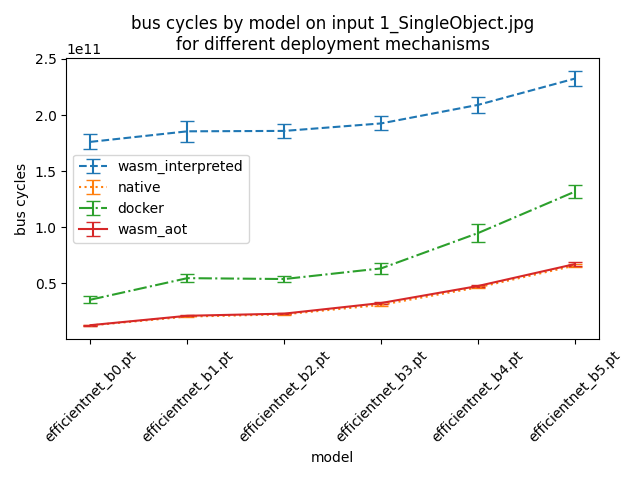 bus cycles by model on input 1_SingleObject.jpg
for different deployment mechanisms
1e11
2.5
2.0
1.5
1.0
0.5
bus cycles
wasm_interpreted
native
docker
wasm_aot
efficientnet_b0.pt
efficientnet_b1.pt
efficientnet_b2.pt
efficientnet_b3.pt
efficientnet_b4.pt
efficientnet_b5.pt
model